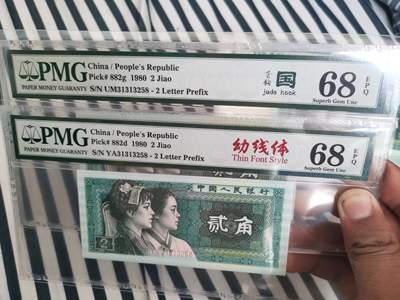 PMG
PAPER MONEY GUARANTY
China / People's Republic
Pick# 882g 1980 2 Jiao
S/N UM31313258 - 2 Letter Prefix
国
jade hook
68 EPQ
Superb Gem Unc
PMG
PAPER MONEY GUARANTY
China / People's Republic
Pick# 882d 1980 2 Jiao
S/N YA31313258 - 2 Letter Prefix
幼线体
Thin Font Style
68 EPQ
Superb Gem Unc
中国人民银行
贰角
2